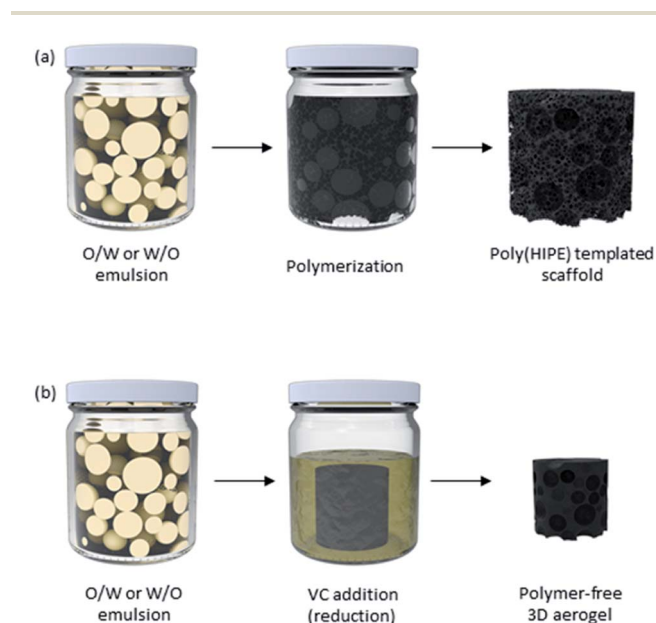 (a)
O/W or W/O
emulsion
Polymerization
Poly(HIPE) templated
scaffold
(b)
O/W or W/O
emulsion
VC addition
(reduction)
Polymer-free
3D aerogel